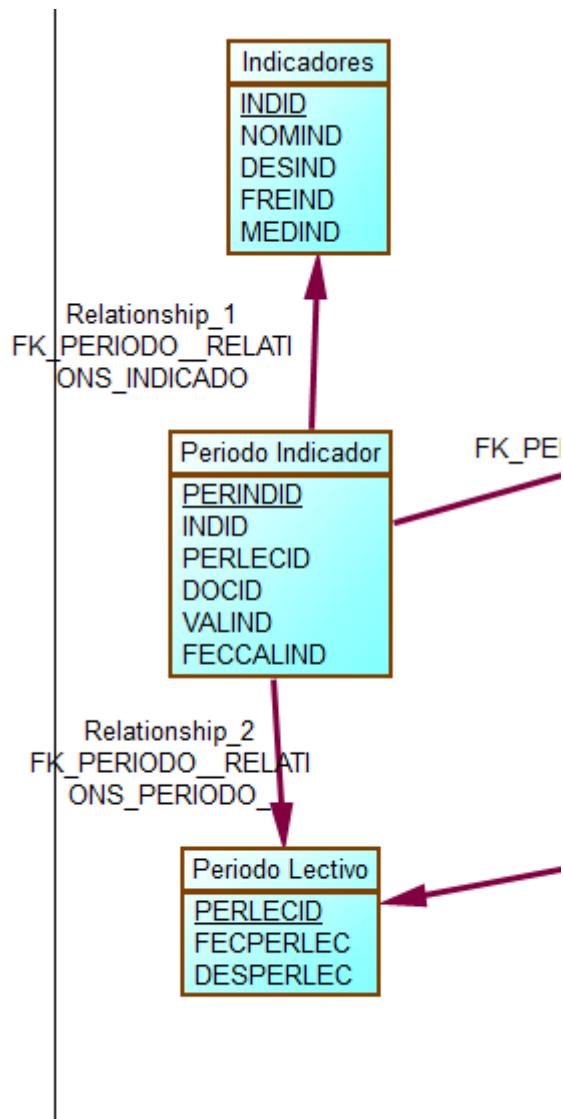 Indicadores
INDID
NOMIND
DESIND
FREIND
MEDIND
Relationship_1
FK_PERIODO__RELATI
ONS_INDICADO
Periodo Indicador
PERINDID
INDID
PERLECID
DOCID
VALIND
FECCALIND
FK_PE
Relationship_2
FK_PERIODO__RELATI
ONS_PERIODO_
Periodo Lectivo
PERLECID
FECPERLEC
DESPERLEC